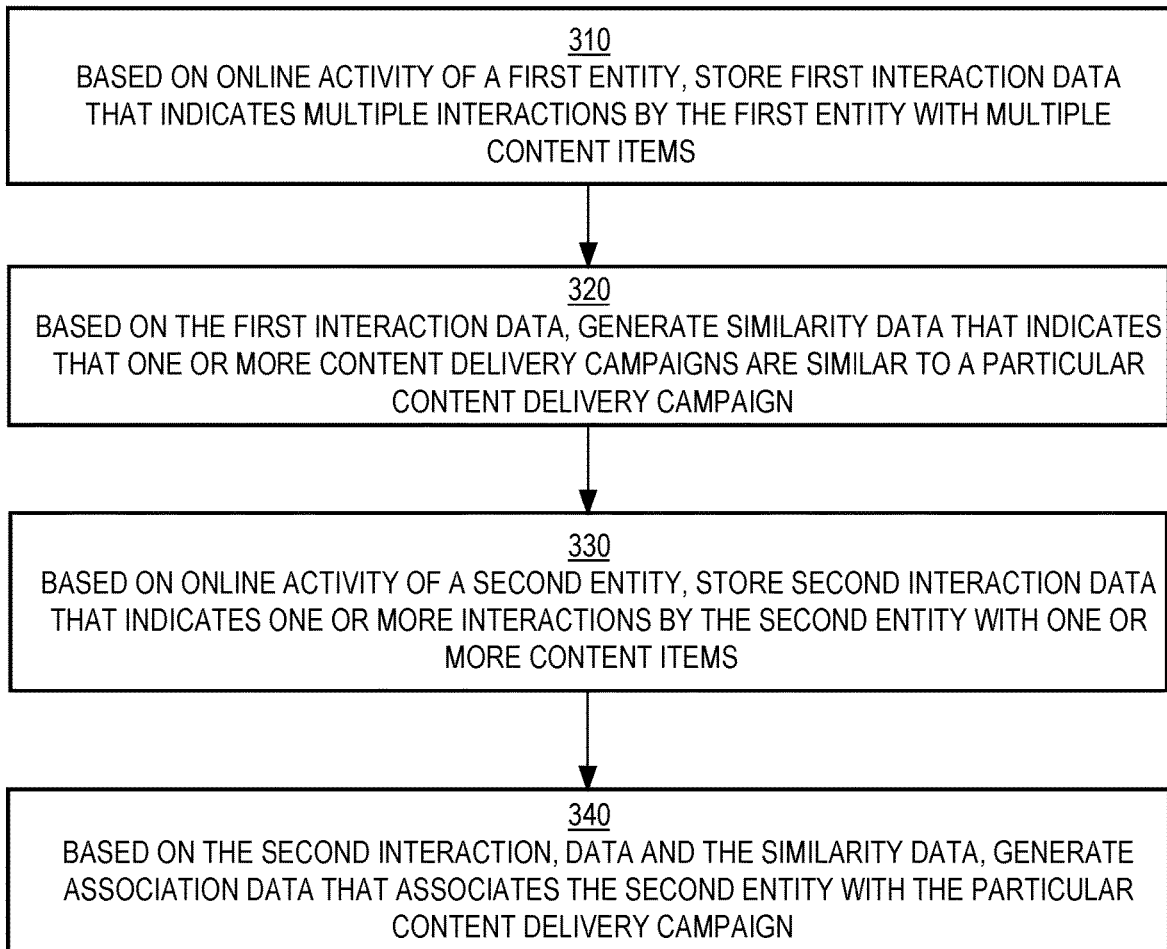 310
BASED ON ONLINE ACTIVITY OF A FIRST ENTITY, STORE FIRST INTERACTION DATA
THAT INDICATES MULTIPLE INTERACTIONS BY THE FIRST ENTITY WITH MULTIPLE
CONTENT ITEMS
320
BASED ON THE FIRST INTERACTION DATA, GENERATE SIMILARITY DATA THAT INDICATES
THAT ONE OR MORE CONTENT DELIVERY CAMPAIGNS ARE SIMILAR TO A PARTICULAR
CONTENT DELIVERY CAMPAIGN
330
BASED ON ONLINE ACTIVITY OF A SECOND ENTITY, STORE SECOND INTERACTION DATA
THAT INDICATES ONE OR MORE INTERACTIONS BY THE SECOND ENTITY WITH ONE OR
MORE CONTENT ITEMS
340
BASED ON THE SECOND INTERACTION, DATA AND THE SIMILARITY DATA, GENERATE
ASSOCIATION DATA THAT ASSOCIATES THE SECOND ENTITY WITH THE PARTICULAR
CONTENT DELIVERY CAMPAIGN